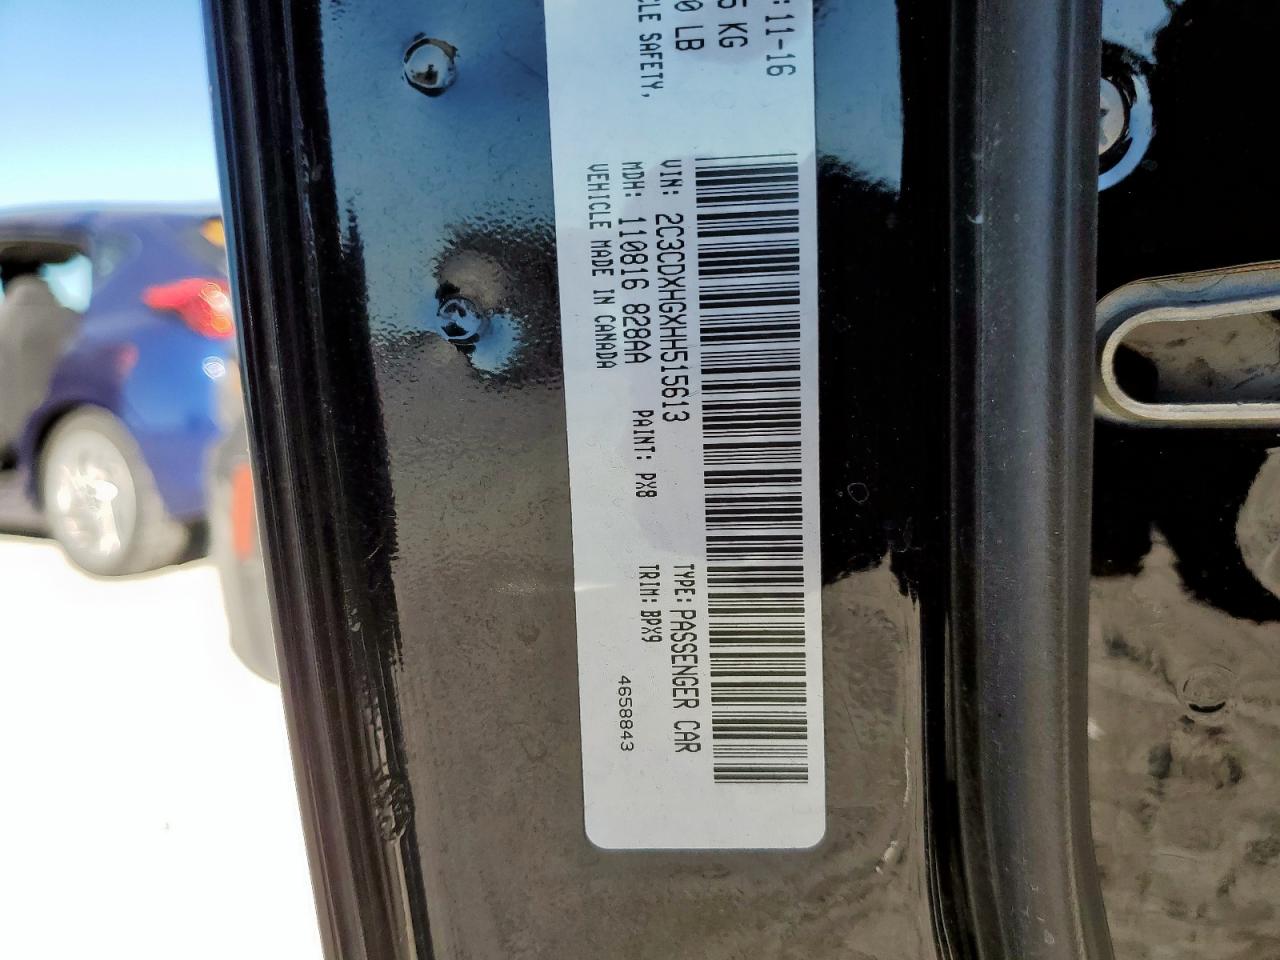 :11-16
5 KG
0 LB
CLE SAFETY,
VIN: 2C3CDXHGXHH515613
TYPE: PASSENGER CAR
MDH: 110816 828AA
PAINT: PX8
TRIM: BPX9
VEHICLE MADE IN CANADA
4658843